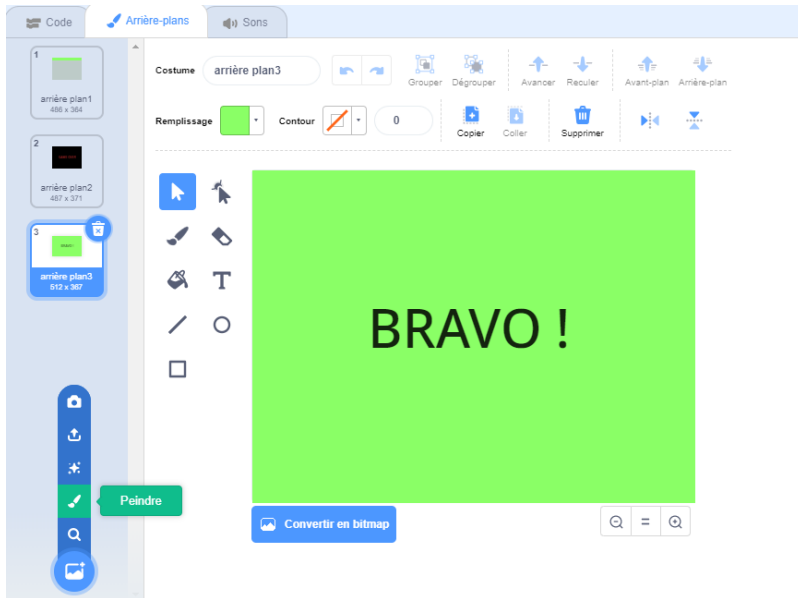 Code
Arrière-plans
Sons
1
arrière plan1
486 x 364
2
arrière plan2
487 x 371
3
arrière plan3
512 x 367
Peindre
Costume
arrière plan3
Grouper
Dégrouper
Avancer
Reculer
Avant-plan
Arrière-plan
Remplissage
Contour
0
Copier
Coller
Supprimer
T
BRAVO !
Convertir en bitmap